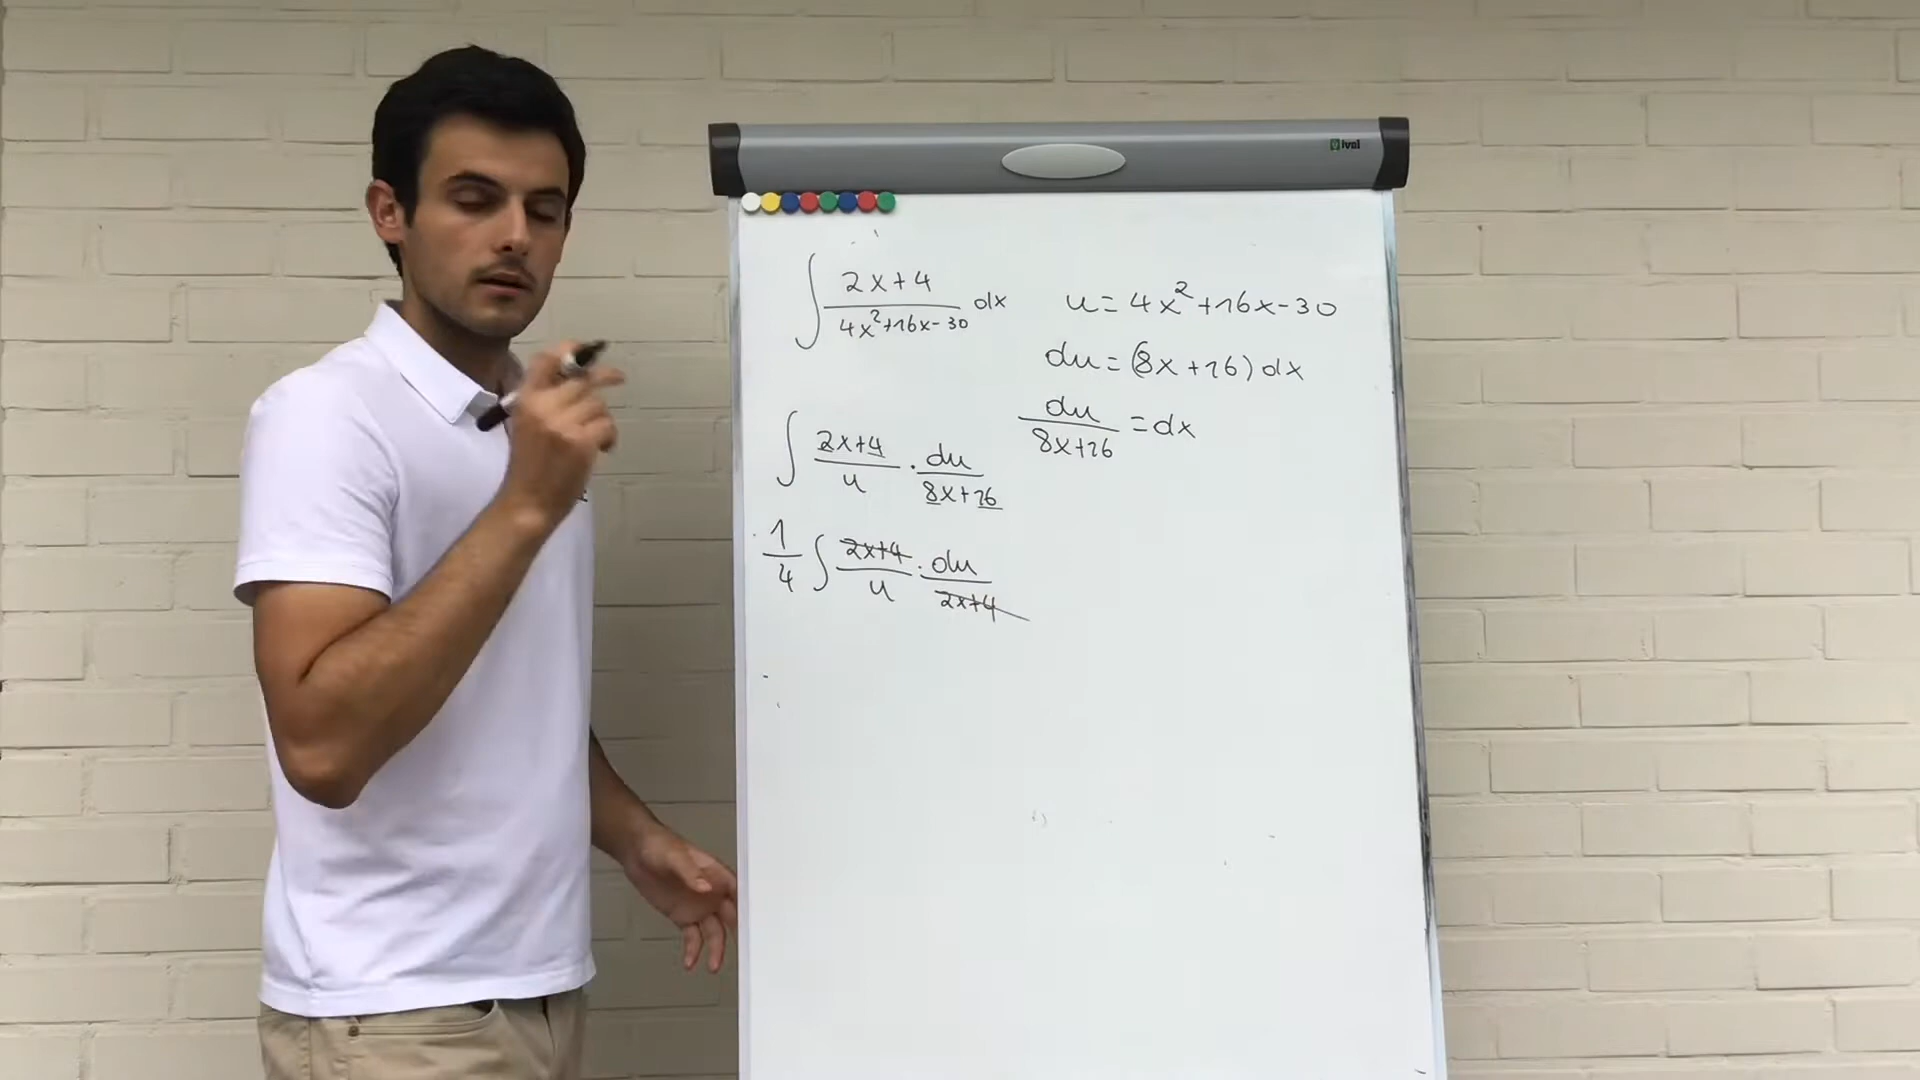 ival
∫ (2x+4)/(4x²+16x-30) dx
u = 4x²+16x-30
du = (8x+16) dx
du/(8x+16) = dx
∫ (2x+4)/u · du/(8x+16)
1/4 ∫ (2x+4)/u · du/(2x+4)